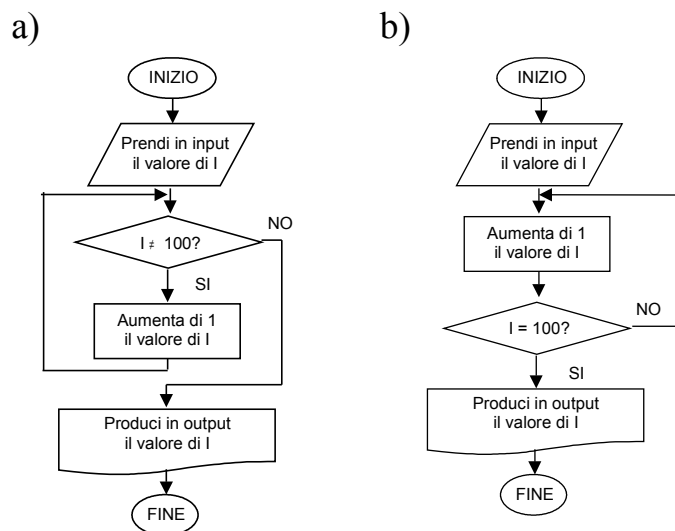 a)
INIZIO
Prendi in input
il valore di I
NO
I ≠ 100?
SI
Aumenta di 1
il valore di I
Produci in output
il valore di I
FINE
b)
INIZIO
Prendi in input
il valore di I
Aumenta di 1
il valore di I
NO
I = 100?
SI
Produci in output
il valore di I
FINE